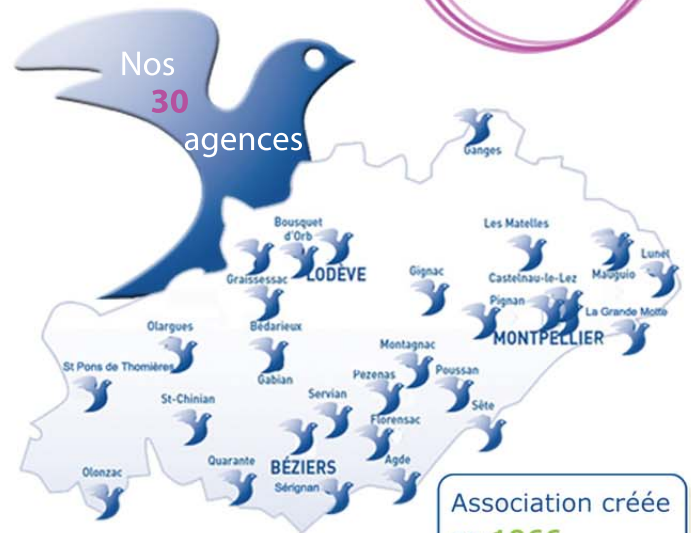 Nos
30
agences
Ganges
Bousquet
d'Orb
Les Matelles
Graissessac
LODÈVE
Gignac
Castelnau-le-Lez
Mauguio
Lunel
Pignan
La Grande Motte
Olargues
Bédarieux
MONTPELLIER
Montagnac
St Pons de Thomières
Gabian
Pezenas
Poussan
St-Chinian
Servian
Sète
Florensac
Olonzac
Quarante
BÉZIERS
Agde
Sérignan
Association créée